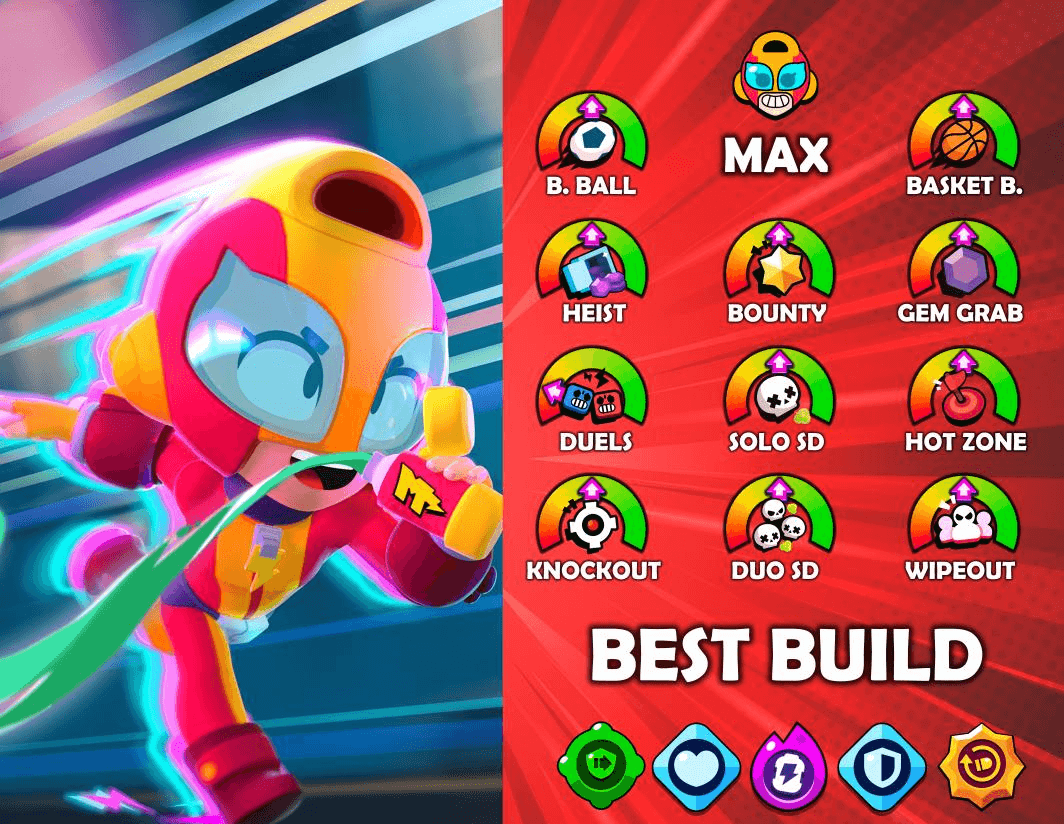 MAX
B. BALL
BASKET B.
HEIST
BOUNTY
GEM GRAB
DUELS
SOLO SD
HOT ZONE
KNOCKOUT
DUO SD
WIPEOUT
BEST BUILD
M